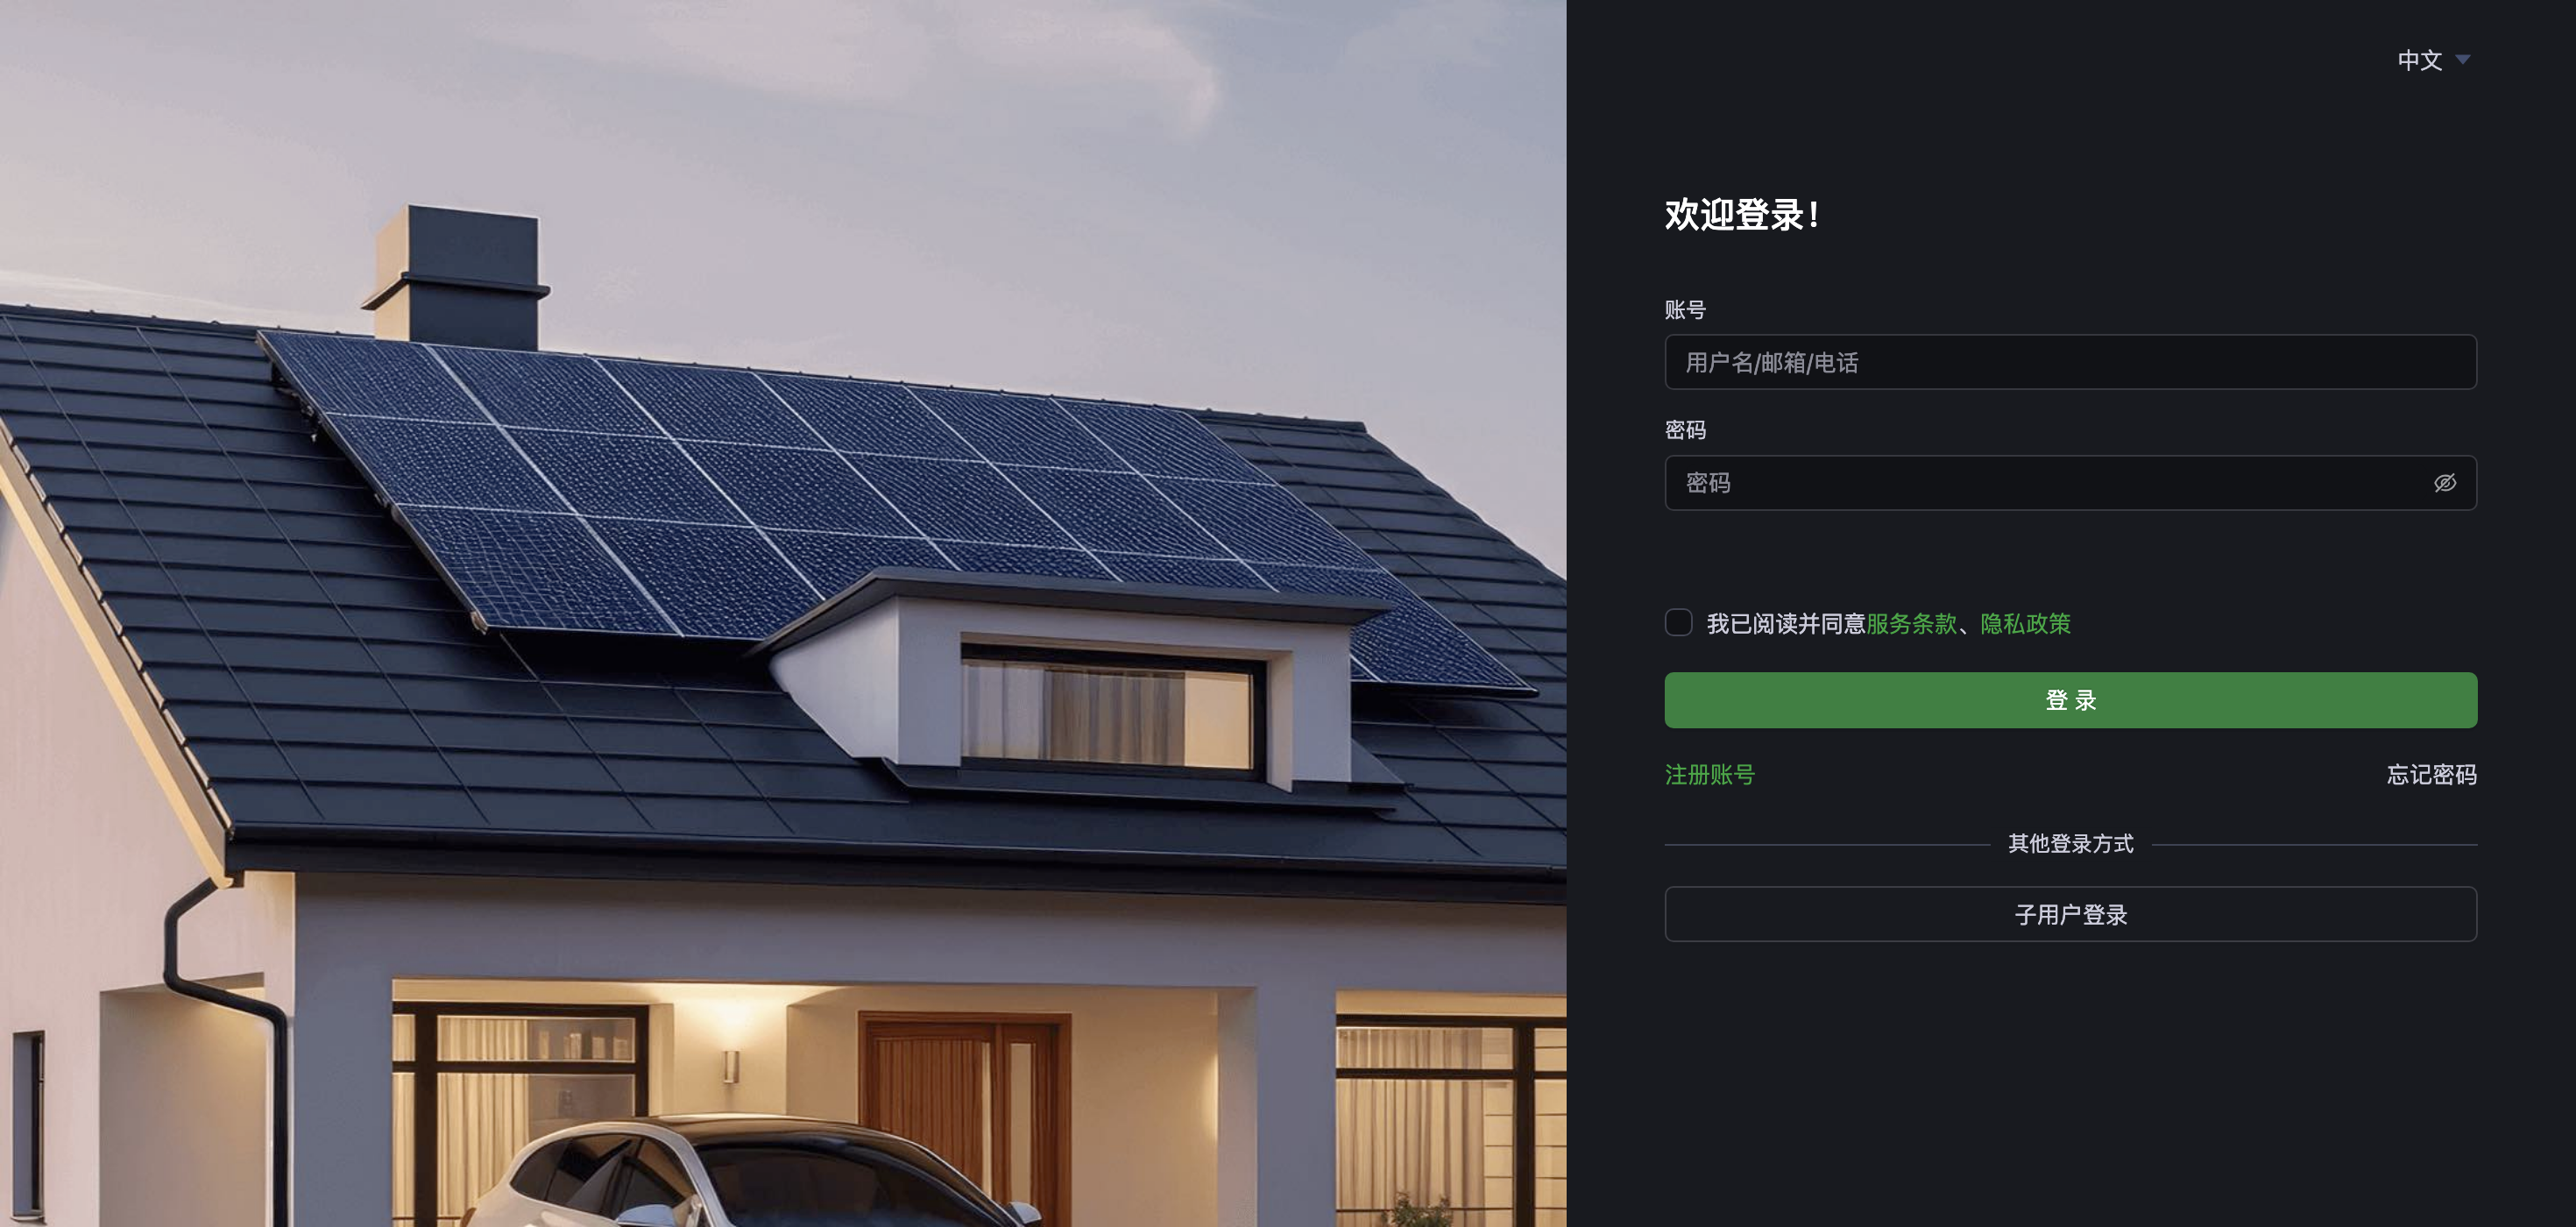 中文
欢迎登录!
账号
用户名/邮箱/电话
密码
密码
我已阅读并同意服务条款、隐私政策
登 录
注册账号 忘记密码
其他登录方式
子用户登录